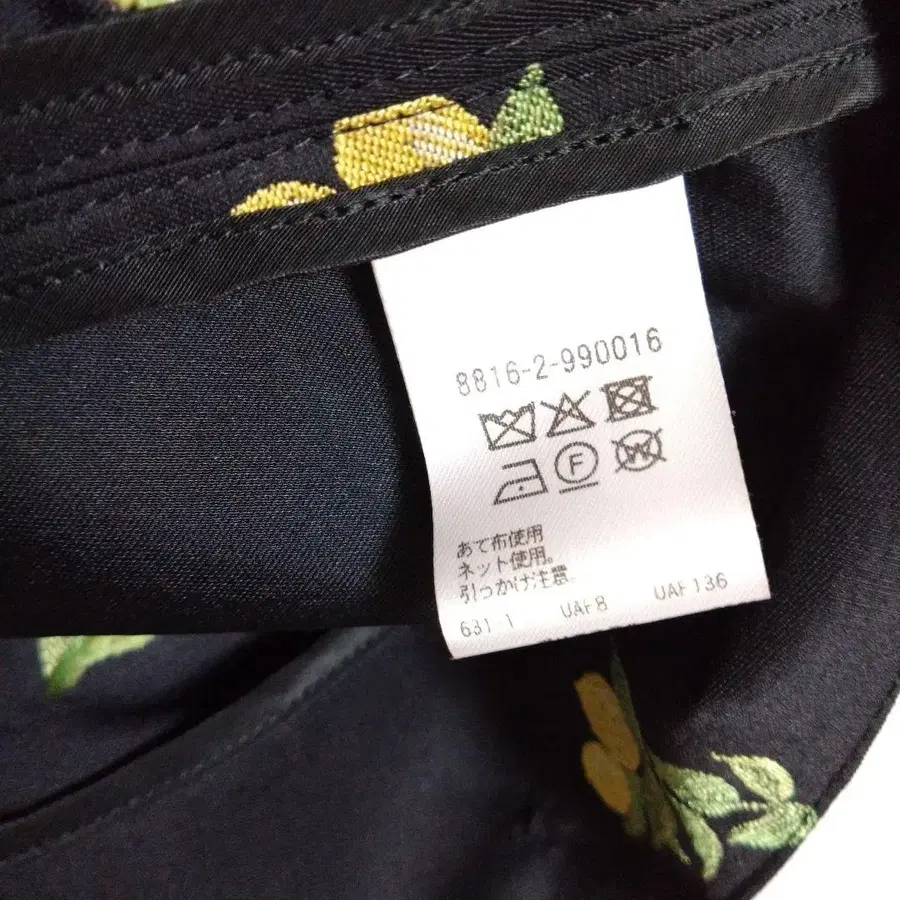 8816-2-990016
F
W
あて布使用
ネット使用。
引っかけ注意。
631-1 UAF8 UAF136